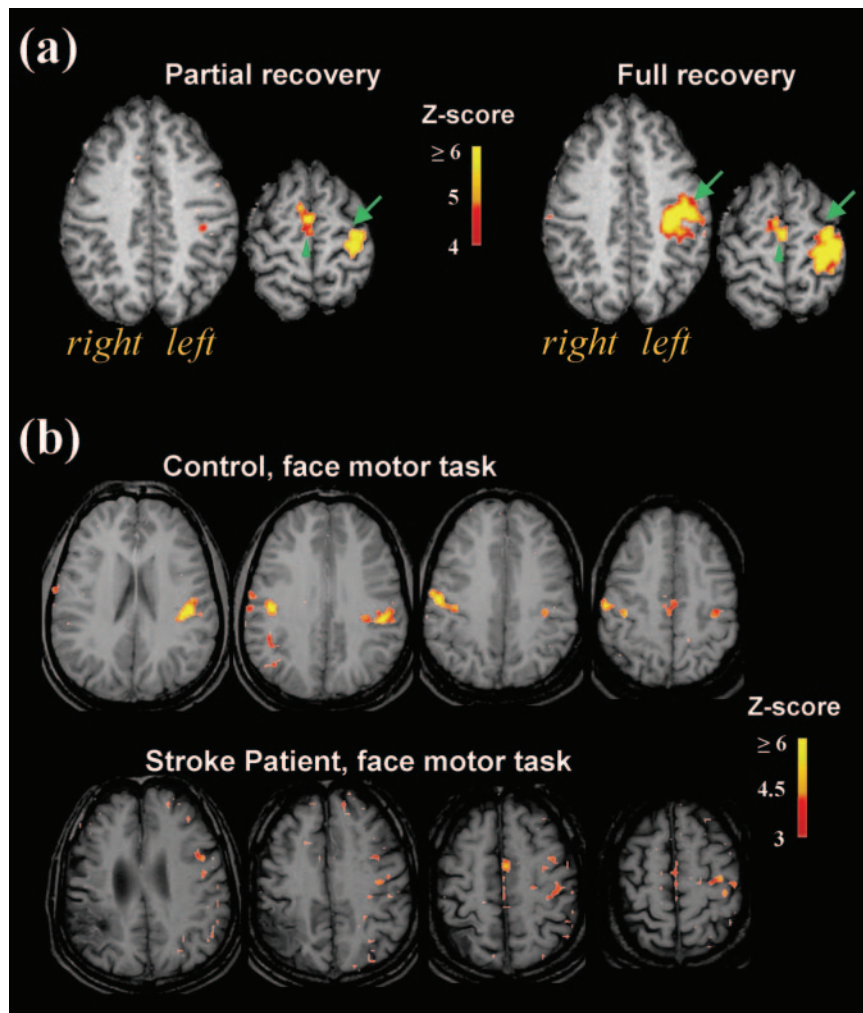 (a)
Partial recovery
Full recovery
Z-score
≥ 6
5
4
right left
right left
(b)
Control, face motor task
Z-score
≥ 6
4.5
3
Stroke Patient, face motor task